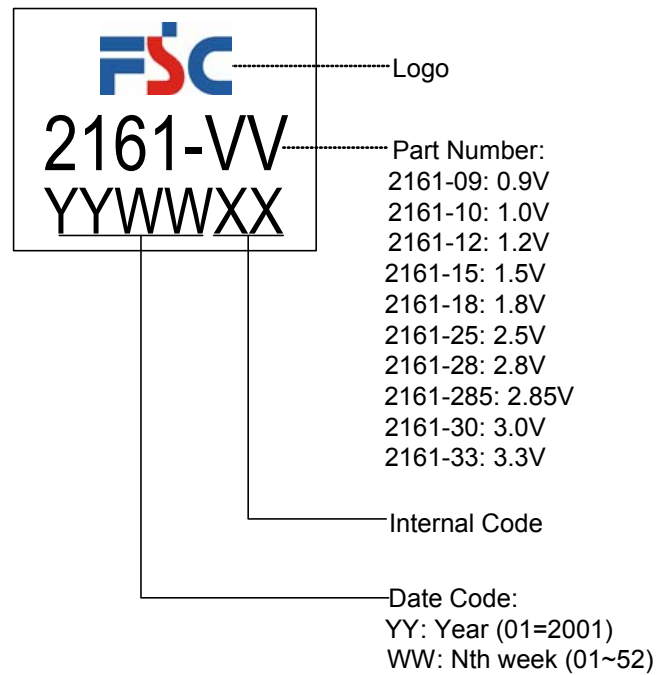 FSC
Logo
2161-VV
Part Number:
YYWWXX
2161-09: 0.9V
2161-10: 1.0V
2161-12: 1.2V
2161-15: 1.5V
2161-18: 1.8V
2161-25: 2.5V
2161-28: 2.8V
2161-285: 2.85V
2161-30: 3.0V
2161-33: 3.3V
Internal Code
Date Code:
YY: Year (01=2001)
WW: Nth week (01~52)